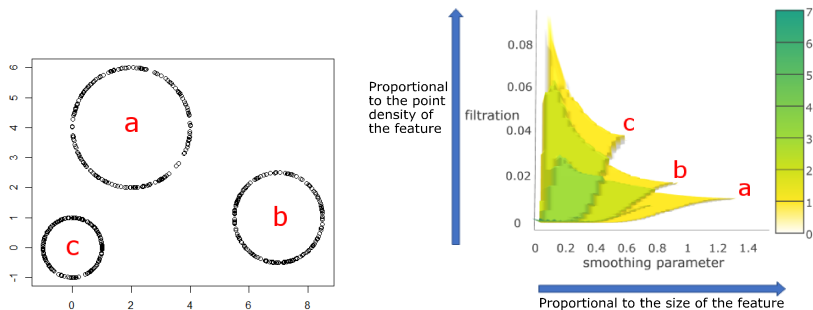 6
5
4
3
2
1
0
-1
0
2
4
6
8
a
b
c
Proportional
to the point
density of
the feature
filtration
0.08
0.06
0.04
0.02
0
0
0.2
0.4
0.6
0.8
1
1.2
1.4
smoothing parameter
c
b
a
7
6
5
4
3
2
1
0
Proportional to the size of the feature